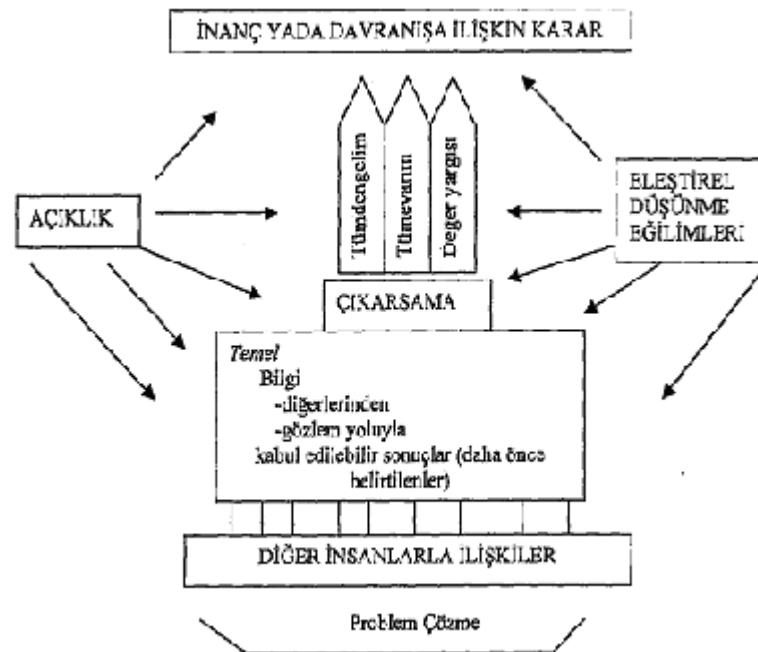 İNANÇ YADA DAVRANIŞA İLİŞKİN KARAR
Tümdengelim
Tümevarım
Değer yargısı
AÇIKLIK
ELEŞTİREL
DÜŞÜNME
EĞİLİMLERİ
ÇIKARSAMA
Temel
Bilgi
-diğerlerinden
-gözlem yoluyla
kabul edilebilir sonuçlar (daha önce
belirtilenler)
DİĞER İNSANLARLA İLİŞKİLER
Problem Çözme